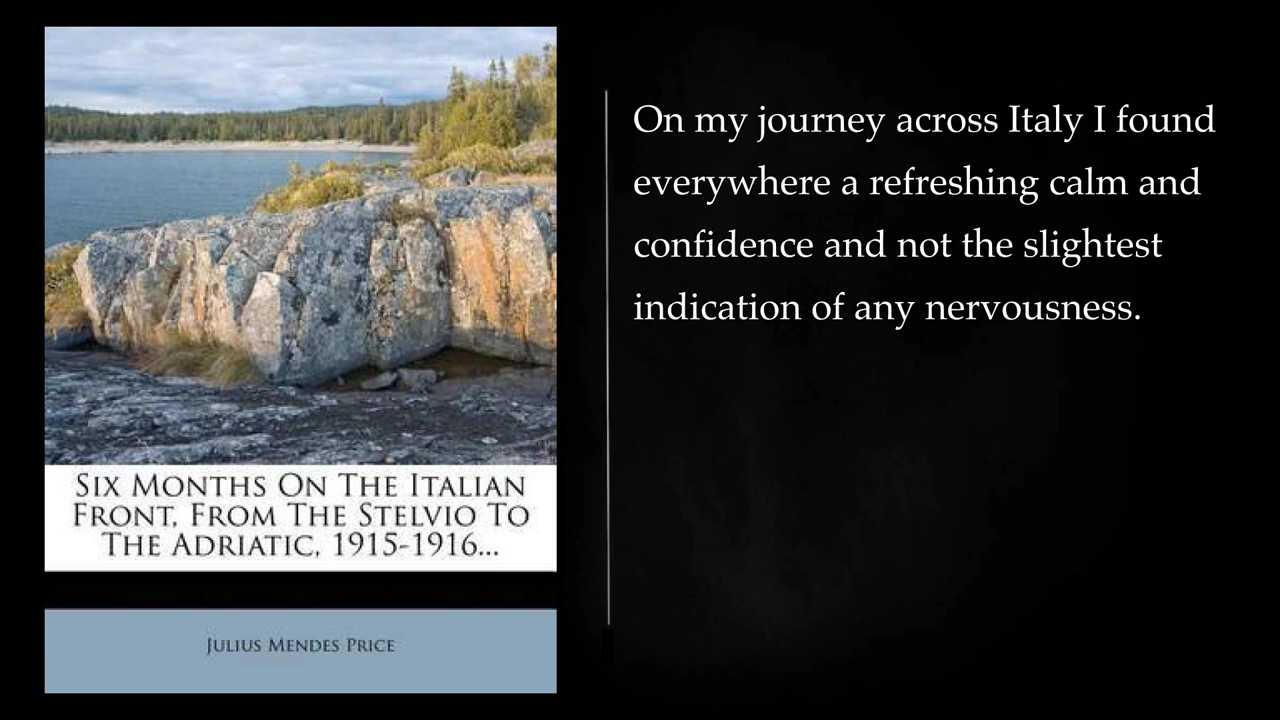 SIX MONTHS ON THE ITALIAN
FRONT, FROM THE STELVIO TO
THE ADRIATIC, 1915-1916...
JULIUS MENDES PRICE
On my journey across Italy I found
everywhere a refreshing calm and
confidence and not the slightest
indication of any nervousness.